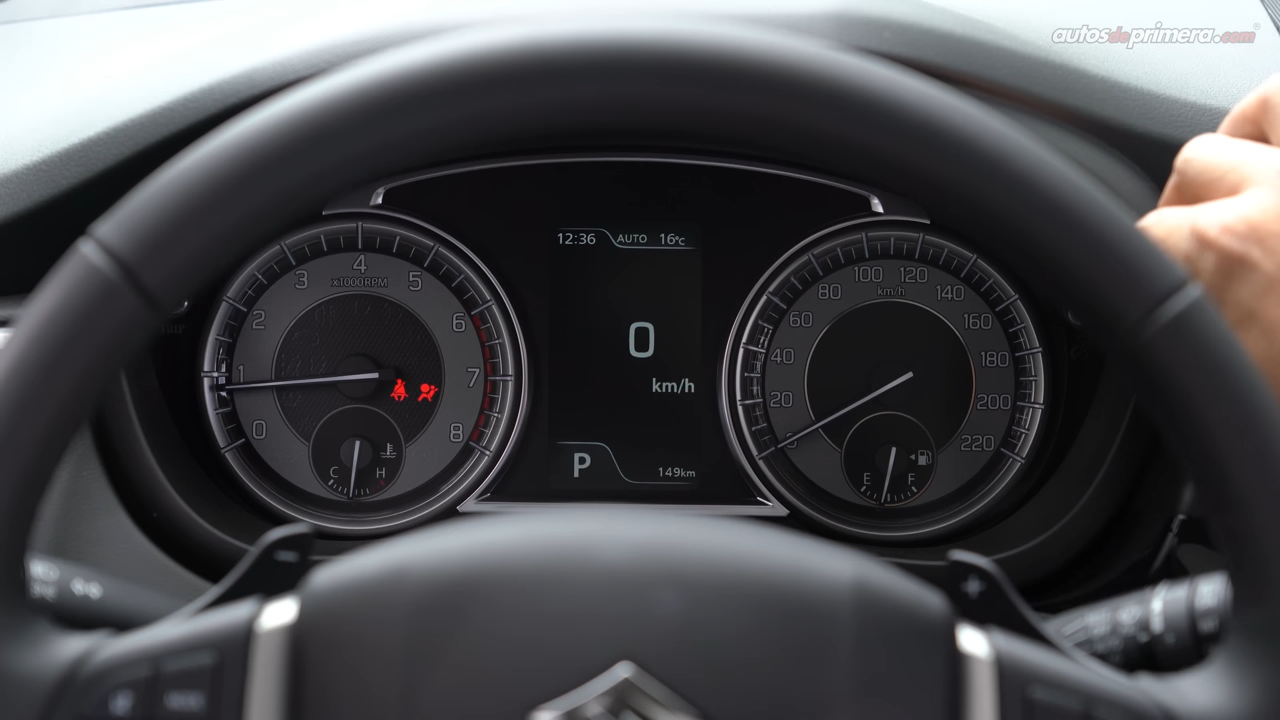 autosdeprimera.com®
12:36 AUTO 16°C
0
km/h
P 149km
0 1 2 3 4 5 6 7 8
x1000RPM
C H
20 40 60 80 100 120 140 160 180 200 220
km/h
E F
- +